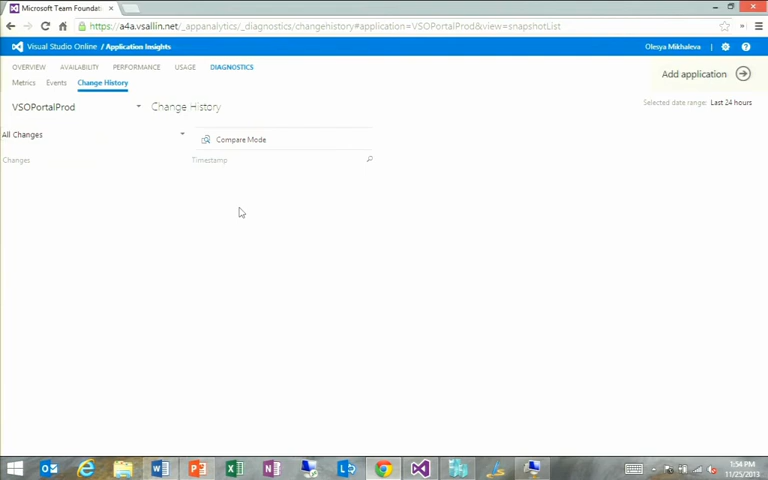 Microsoft Team Founda
https://a4a.vsallin.net/_appanalytics/_diagnostics/changehistory#application=VSOPortalProd&view=snapshotList
Visual Studio Online / Application Insights
Olesya Mikhaleva
OVERVIEW AVAILABILITY PERFORMANCE USAGE DIAGNOSTICS
Metrics Events Change History
Add application
VSOPortalProd Change History
Selected date range: Last 24 hours
All Changes
Compare Mode
Changes Timestamp
1:54 PM
11/25/2013